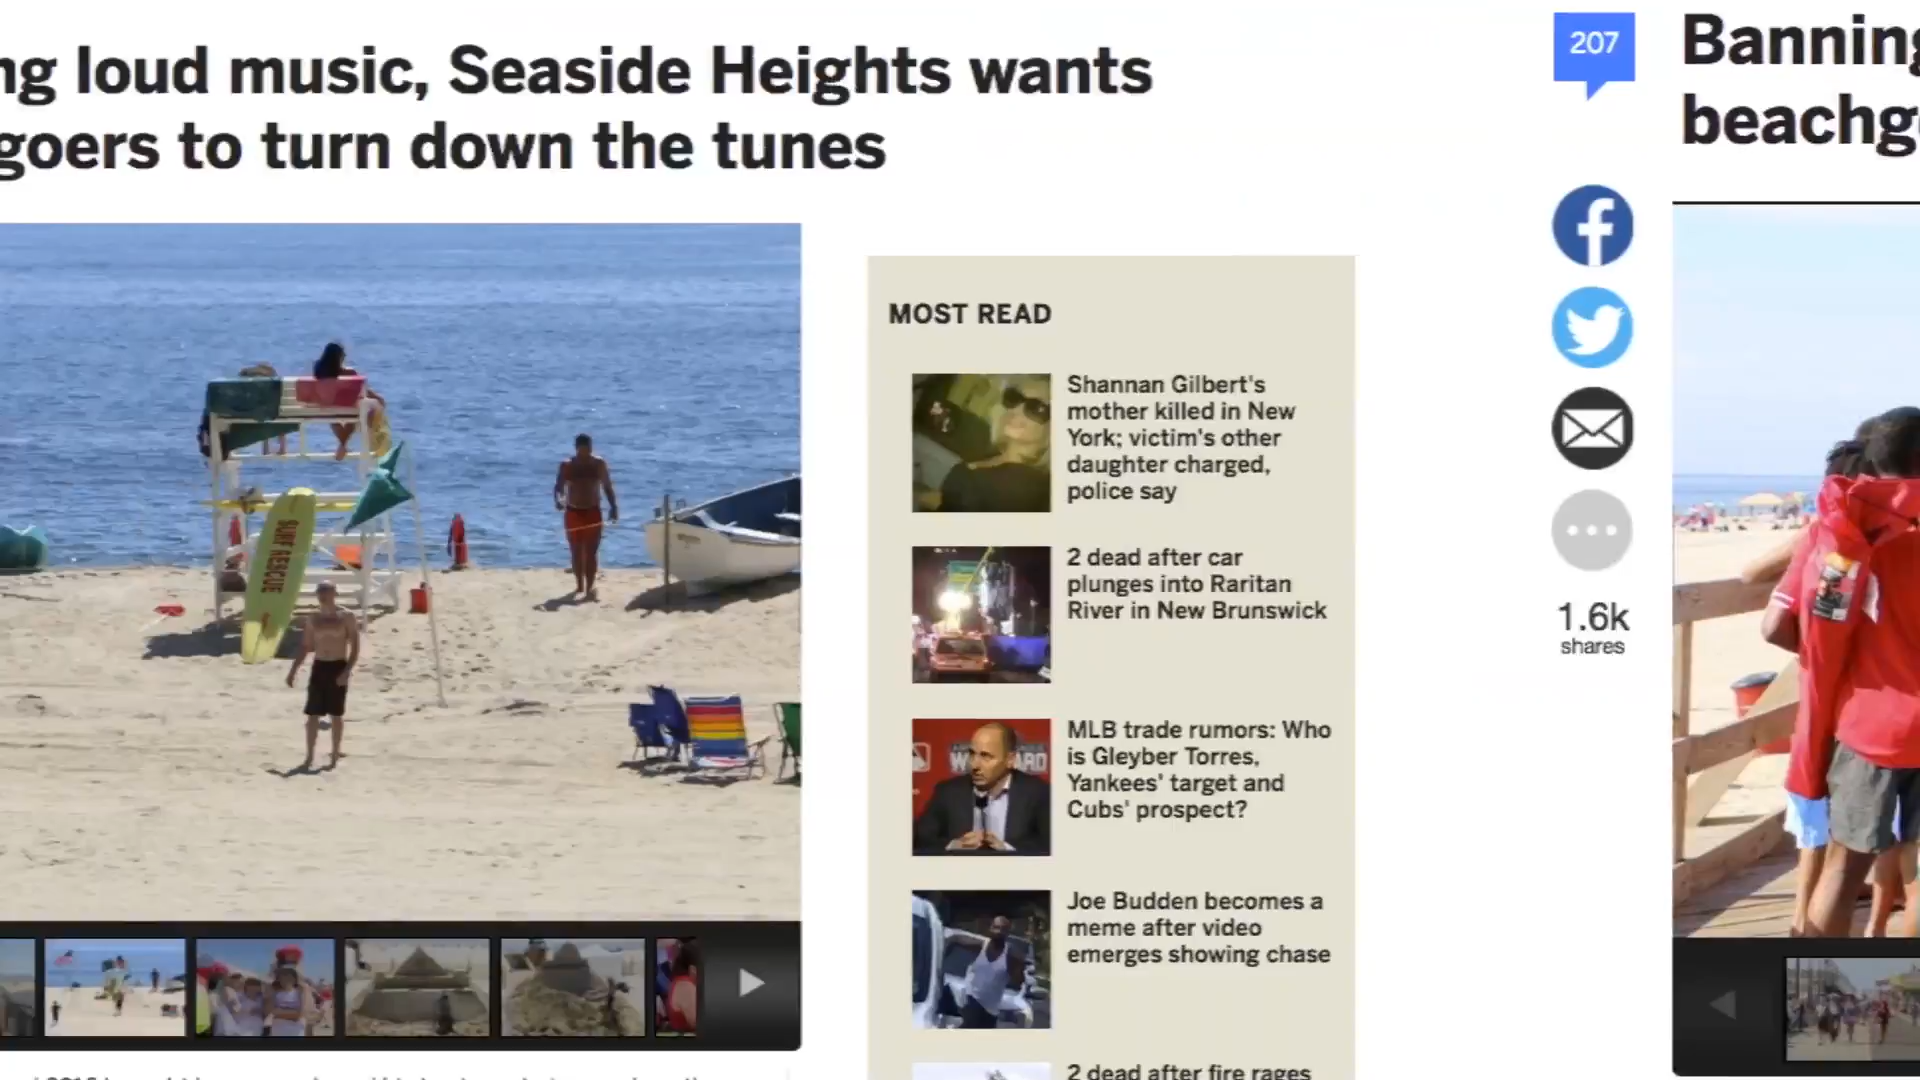 ng loud music, Seaside Heights wants
goers to turn down the tunes
SURF RESCUE
MOST READ
Shannan Gilbert's
mother killed in New
York; victim's other
daughter charged,
police say
2 dead after car
plunges into Raritan
River in New Brunswick
MLB trade rumors: Who
is Gleyber Torres,
Yankees' target and
Cubs' prospect?
Joe Budden becomes a
meme after video
emerges showing chase
2 dead after fire rages
207
1.6k
shares
Banning
beachg